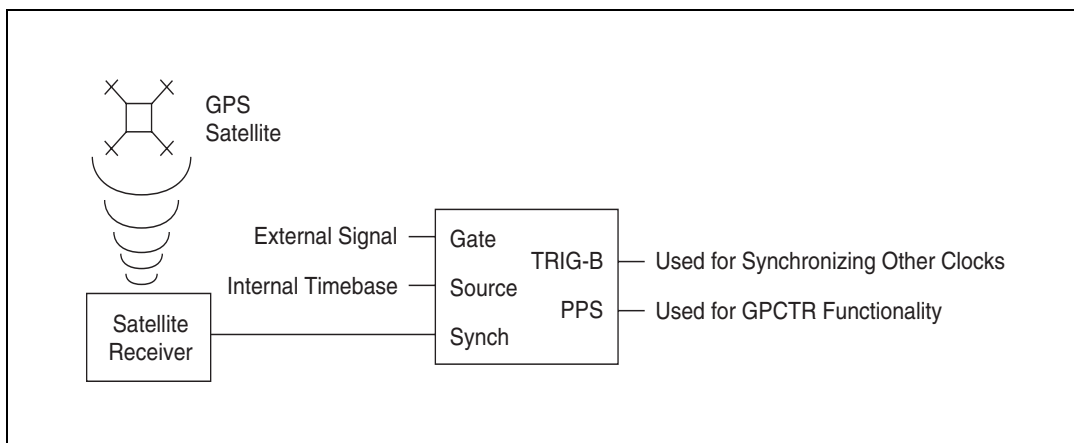 GPS
Satellite
External Signal
Gate
TRIG-B
Used for Synchronizing Other Clocks
Internal Timebase
Source
PPS
Used for GPCTR Functionality
Satellite
Receiver
Synch